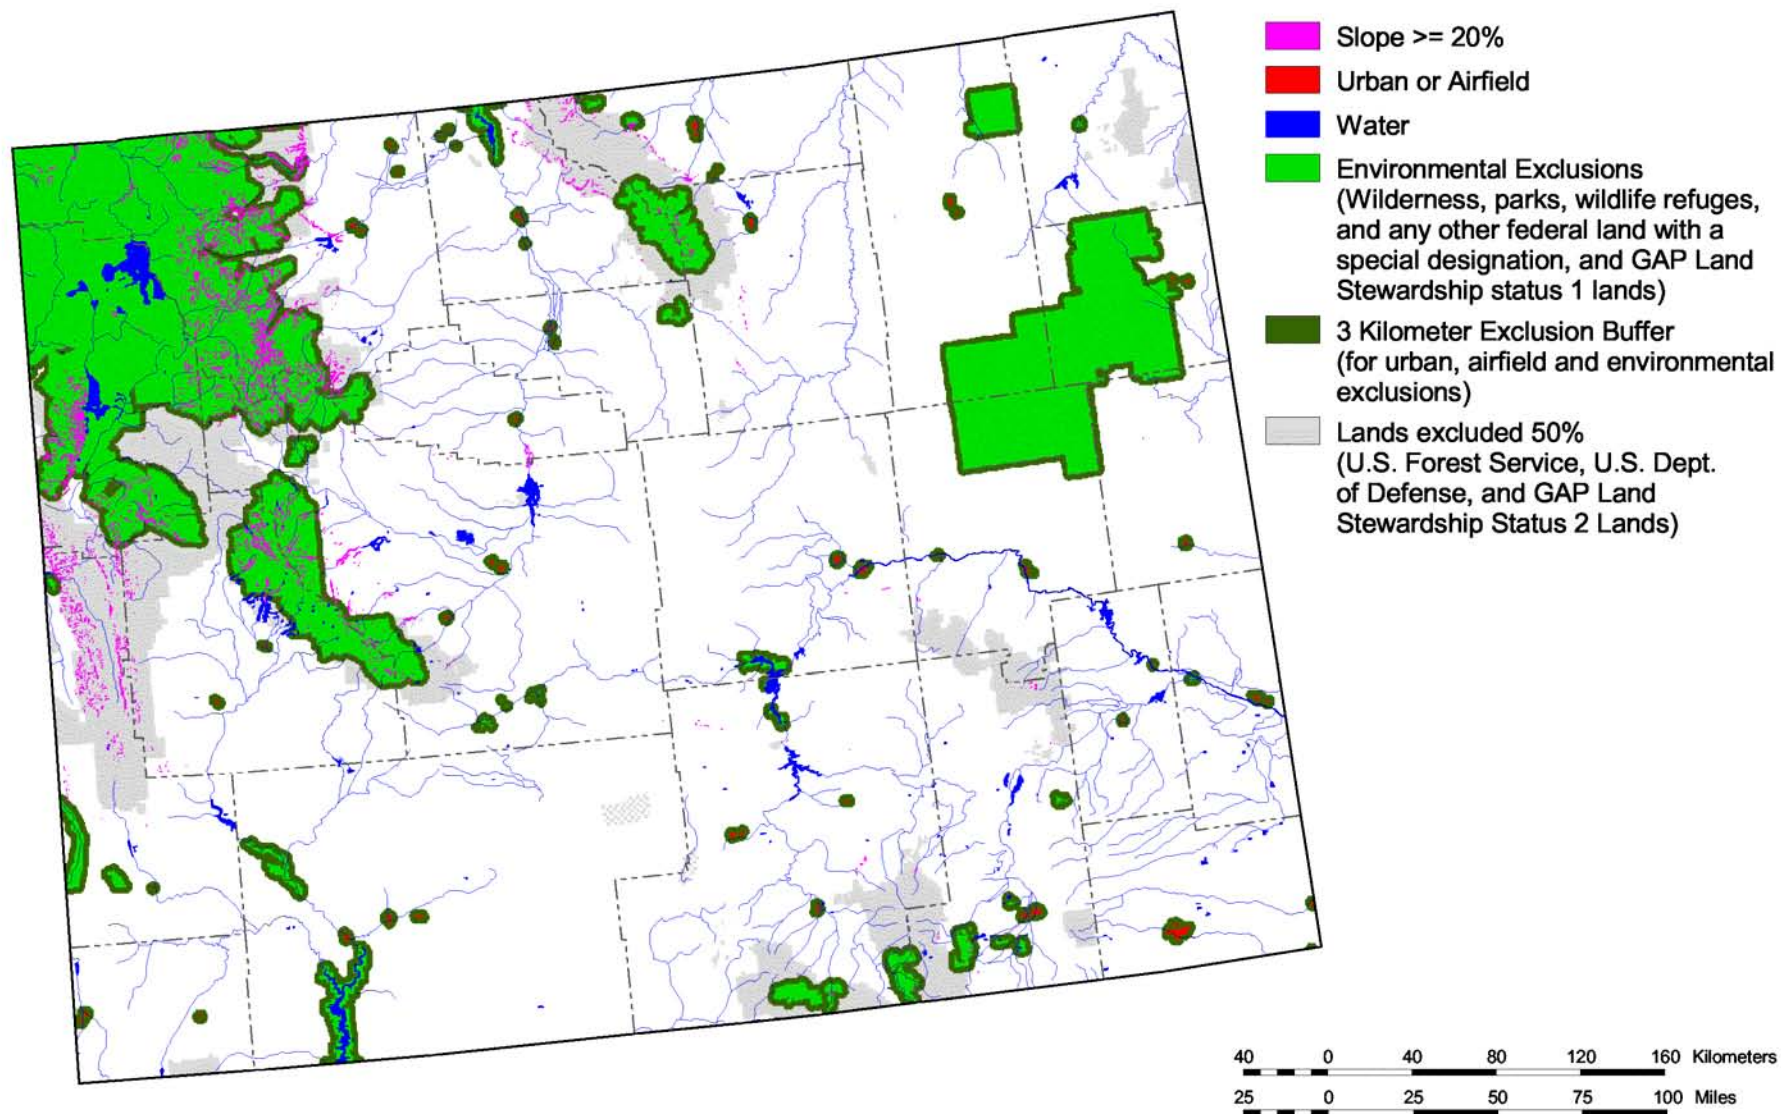 Slope >= 20%
Urban or Airfield
Water
Environmental Exclusions
(Wilderness, parks, wildlife refuges,
and any other federal land with a
special designation, and GAP Land
Stewardship status 1 lands)
3 Kilometer Exclusion Buffer
(for urban, airfield and environmental
exclusions)
Lands excluded 50%
(U.S. Forest Service, U.S. Dept.
of Defense, and GAP Land
Stewardship Status 2 Lands)
40 0 40 80 120 160 Kilometers
25 0 25 50 75 100 Miles